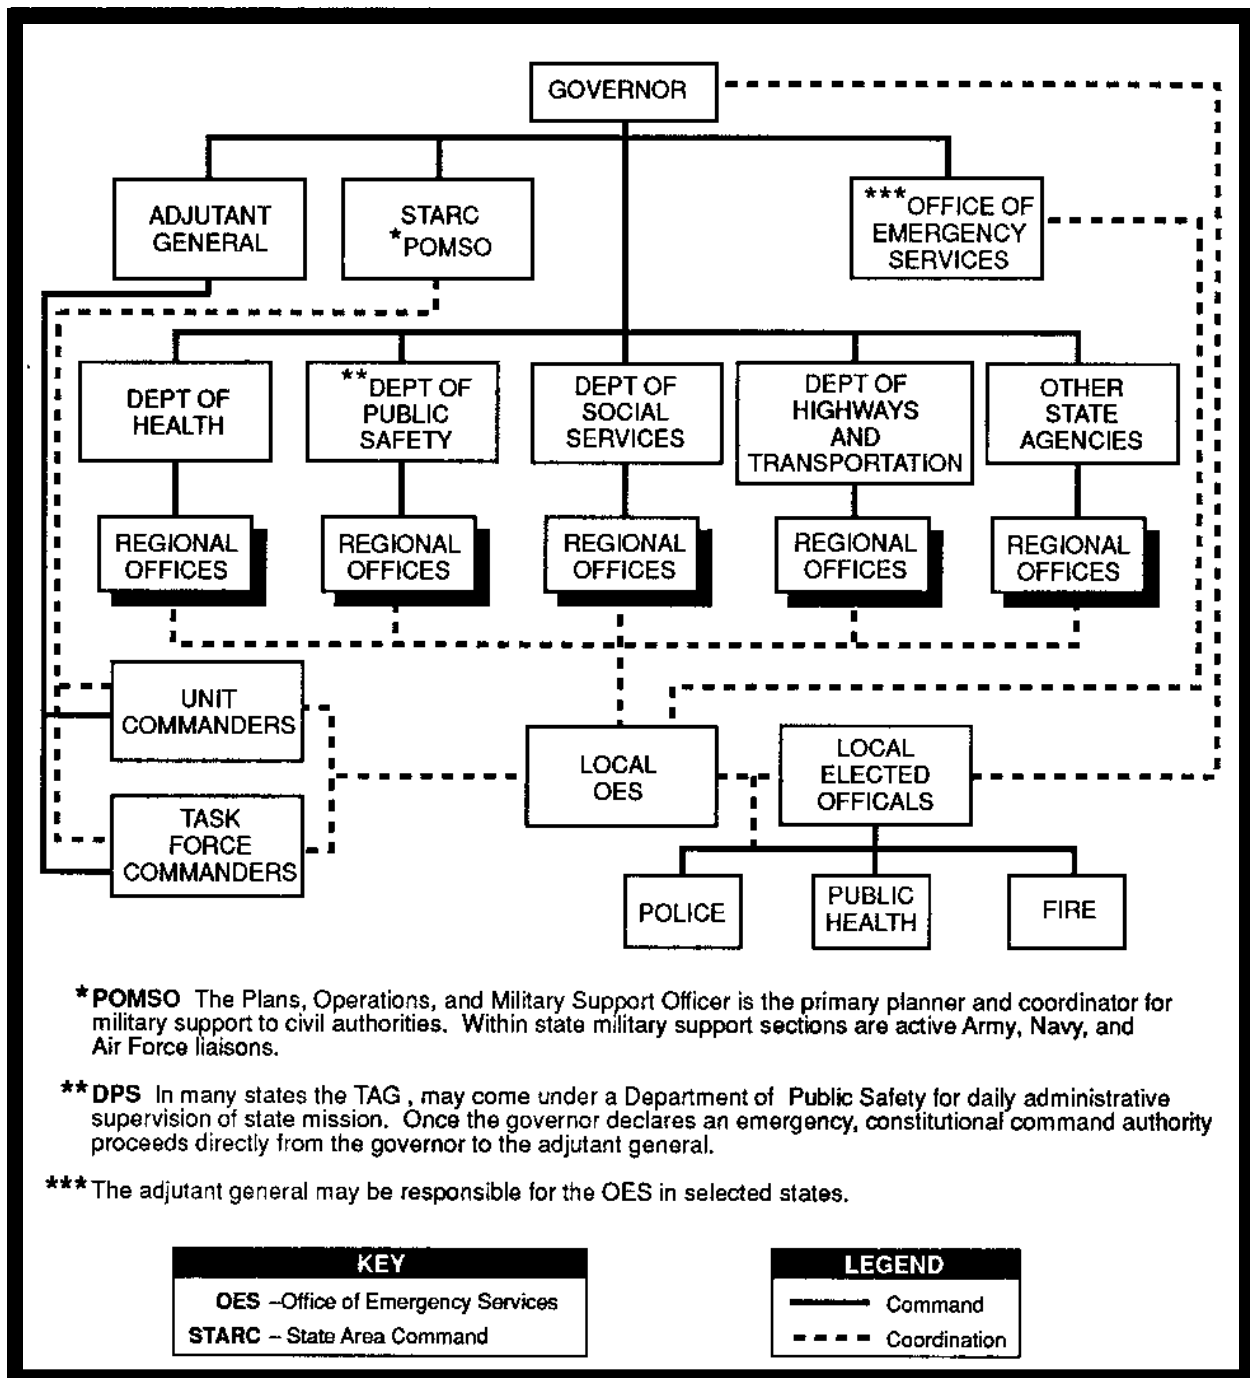 GOVERNOR
ADJUTANT
GENERAL
STARC
*POMSO
***OFFICE OF
EMERGENCY
SERVICES
DEPT OF
HEALTH
**DEPT OF
PUBLIC
SAFETY
DEPT OF
SOCIAL
SERVICES
DEPT OF
HIGHWAYS
AND
TRANSPORTATION
OTHER
STATE
AGENCIES
REGIONAL
OFFICES
REGIONAL
OFFICES
REGIONAL
OFFICES
REGIONAL
OFFICES
REGIONAL
OFFICES
UNIT
COMMANDERS
LOCAL
OES
LOCAL
ELECTED
OFFICALS
TASK
FORCE
COMMANDERS
POLICE
PUBLIC
HEALTH
FIRE
*POMSO The Plans, Operations, and Military Support Officer is the primary planner and coordinator for
military support to civil authorities. Within state military support sections are active Army, Navy, and
Air Force liaisons.
**DPS In many states the TAG , may come under a Department of Public Safety for daily administrative
supervision of state mission. Once the governor declares an emergency, constitutional command authority
proceeds directly from the governor to the adjutant general.
***The adjutant general may be responsible for the OES in selected states.
KEY
OES –Office of Emergency Services
STARC – State Area Command
LEGEND
Command
Coordination